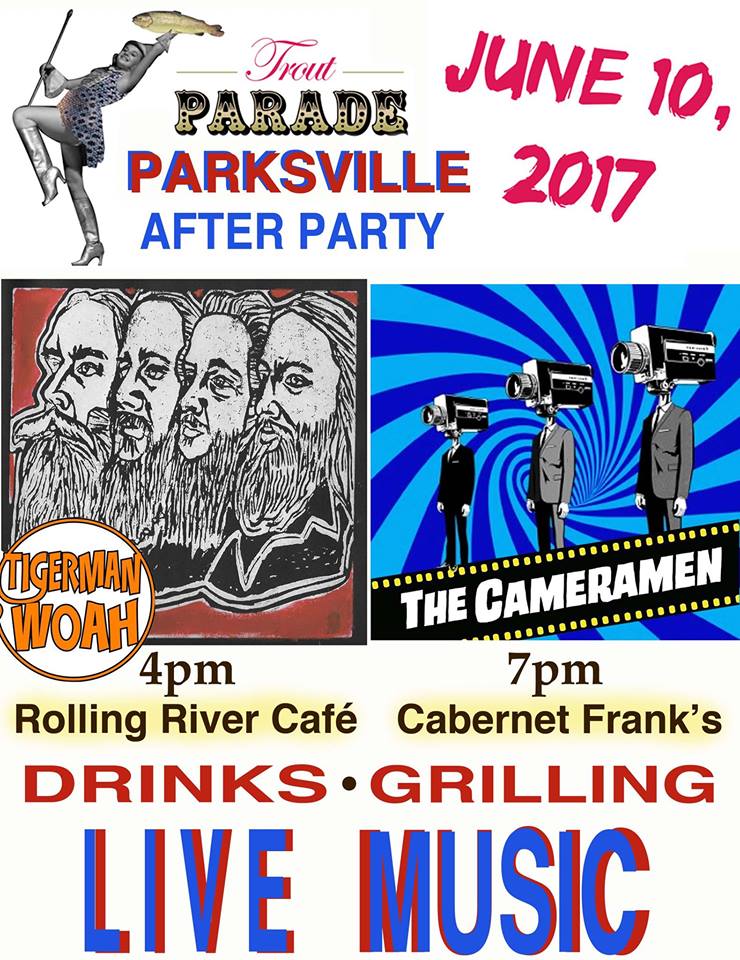 Trout
PARADE
PARKSVILLE
AFTER PARTY
JUNE 10,
2017
TIGERMAN
WOAH
THE CAMERAMEN
4pm
Rolling River Café
7pm
Cabernet Frank's
DRINKS • GRILLING
LIVE MUSIC